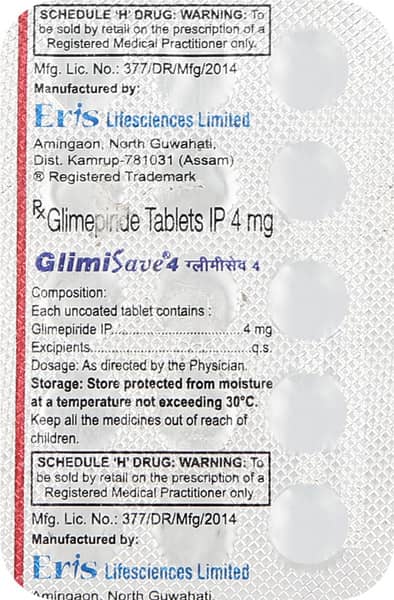 SCHEDULE 'H' DRUG: WARNING: To
be sold by retail on the prescription of a
Registered Medical Practitioner only.
Mfg. Lic. No.: 377/DR/Mfg/2014
Manufactured by:
Eris Lifesciences Limited
Amingaon, North Guwahati,
Dist. Kamrup-781031 (Assam)
® Registered Trademark
Rx Glimepiride Tablets IP 4 mg
GlimiSave®4 ग्लीमीसेव 4
Composition:
Each uncoated tablet contains :
Glimepiride IP..............................4 mg
Excipients....................................q.s.
Dosage: As directed by the Physician.
Storage: Store protected from moisture
at a temperature not exceeding 30°C.
Keep all the medicines out of reach of
children.
SCHEDULE 'H' DRUG: WARNING: To
be sold by retail on the prescription of a
Registered Medical Practitioner only.
Mfg. Lic. No.: 377/DR/Mfg/2014
Manufactured by:
Eris Lifesciences Limited
Amingaon, North Guwahati,